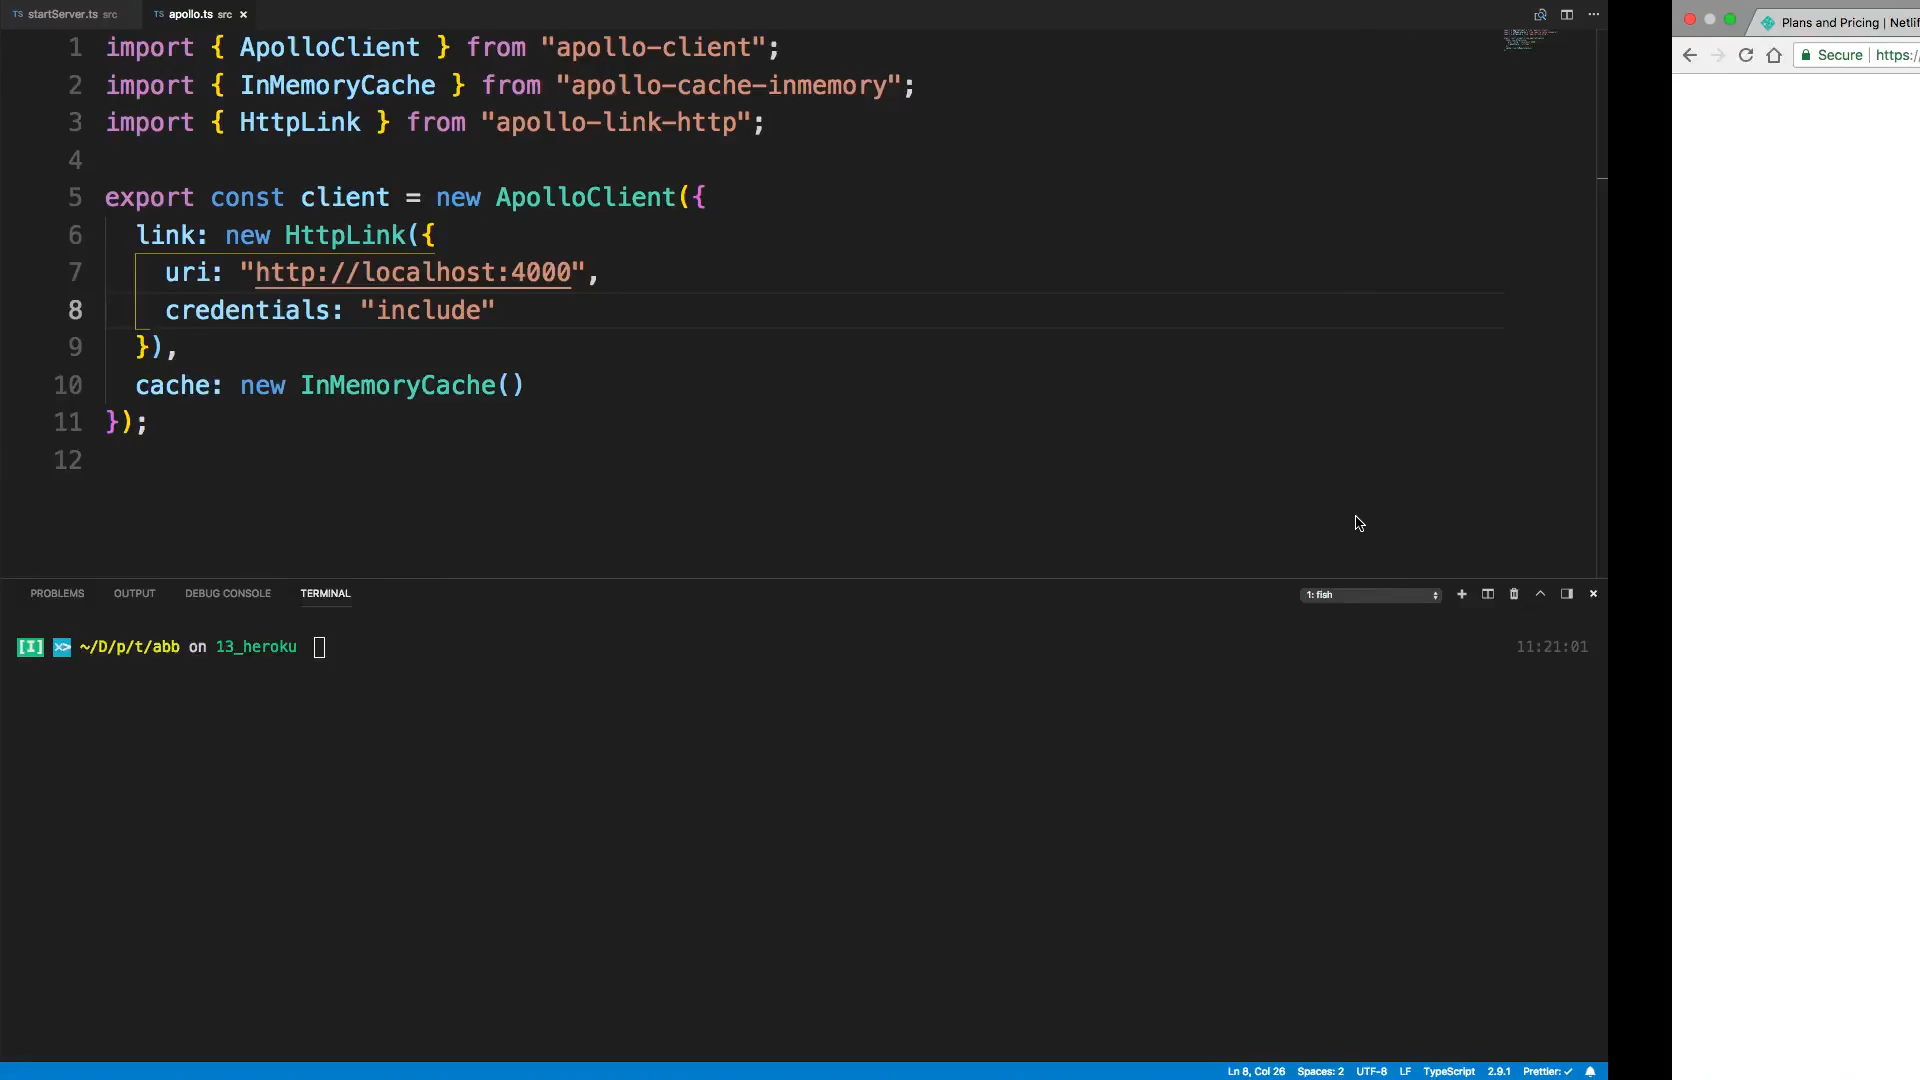 TS startServer.ts src TS apollo.ts src ×
1 import { ApolloClient } from "apollo-client";
2 import { InMemoryCache } from "apollo-cache-inmemory";
3 import { HttpLink } from "apollo-link-http";
4
5 export const client = new ApolloClient({
6 link: new HttpLink({
7 uri: "http://localhost:4000",
8 credentials: "include"
9 }),
10 cache: new InMemoryCache()
11 });
12
PROBLEMS OUTPUT DEBUG CONSOLE TERMINAL 1: fish
[I] >> ~/D/p/t/abb on 13_heroku 11:21:01
Ln 8, Col 26 Spaces: 2 UTF-8 LF TypeScript 2.9.1 Prettier: ✓
Plans and Pricing | Netlif
Secure https:/